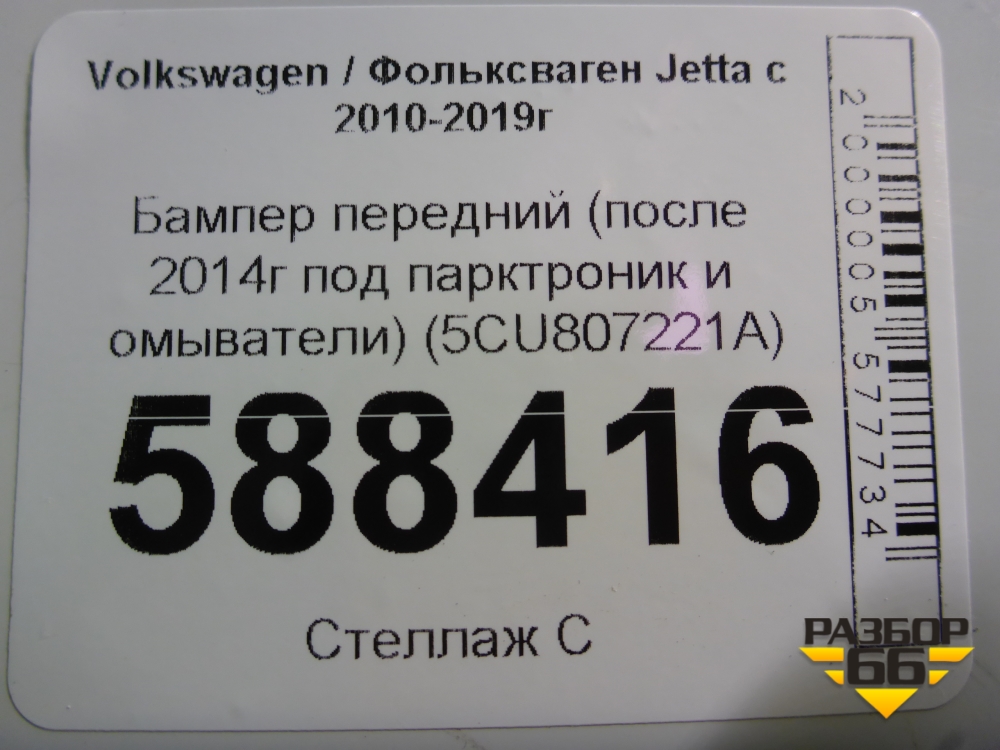 Volkswagen / Фольксваген Jetta с
2010-2019г
Бампер передний (после
2014г под парктроник и
омыватели) (5CU807221A)
588416
Стеллаж С
2000005577734
РАЗБОР
66